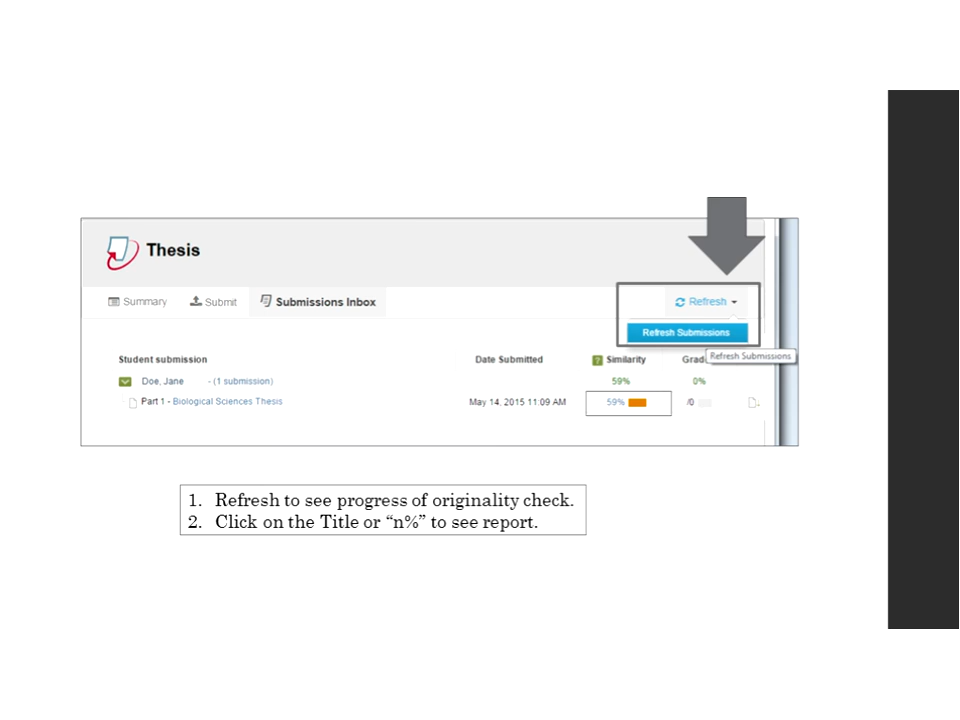 Thesis
Summary Submit Submissions Inbox Refresh
Refresh Submissions
Refresh Submissions
Student submission Date Submitted Similarity
Doe, Jane - (1 submission) 59% 0%
Part 1 - Biological Sciences Thesis May 14, 2015 11:09 AM 59% /0
1. Refresh to see progress of originality check.
2. Click on the Title or “n%” to see report.